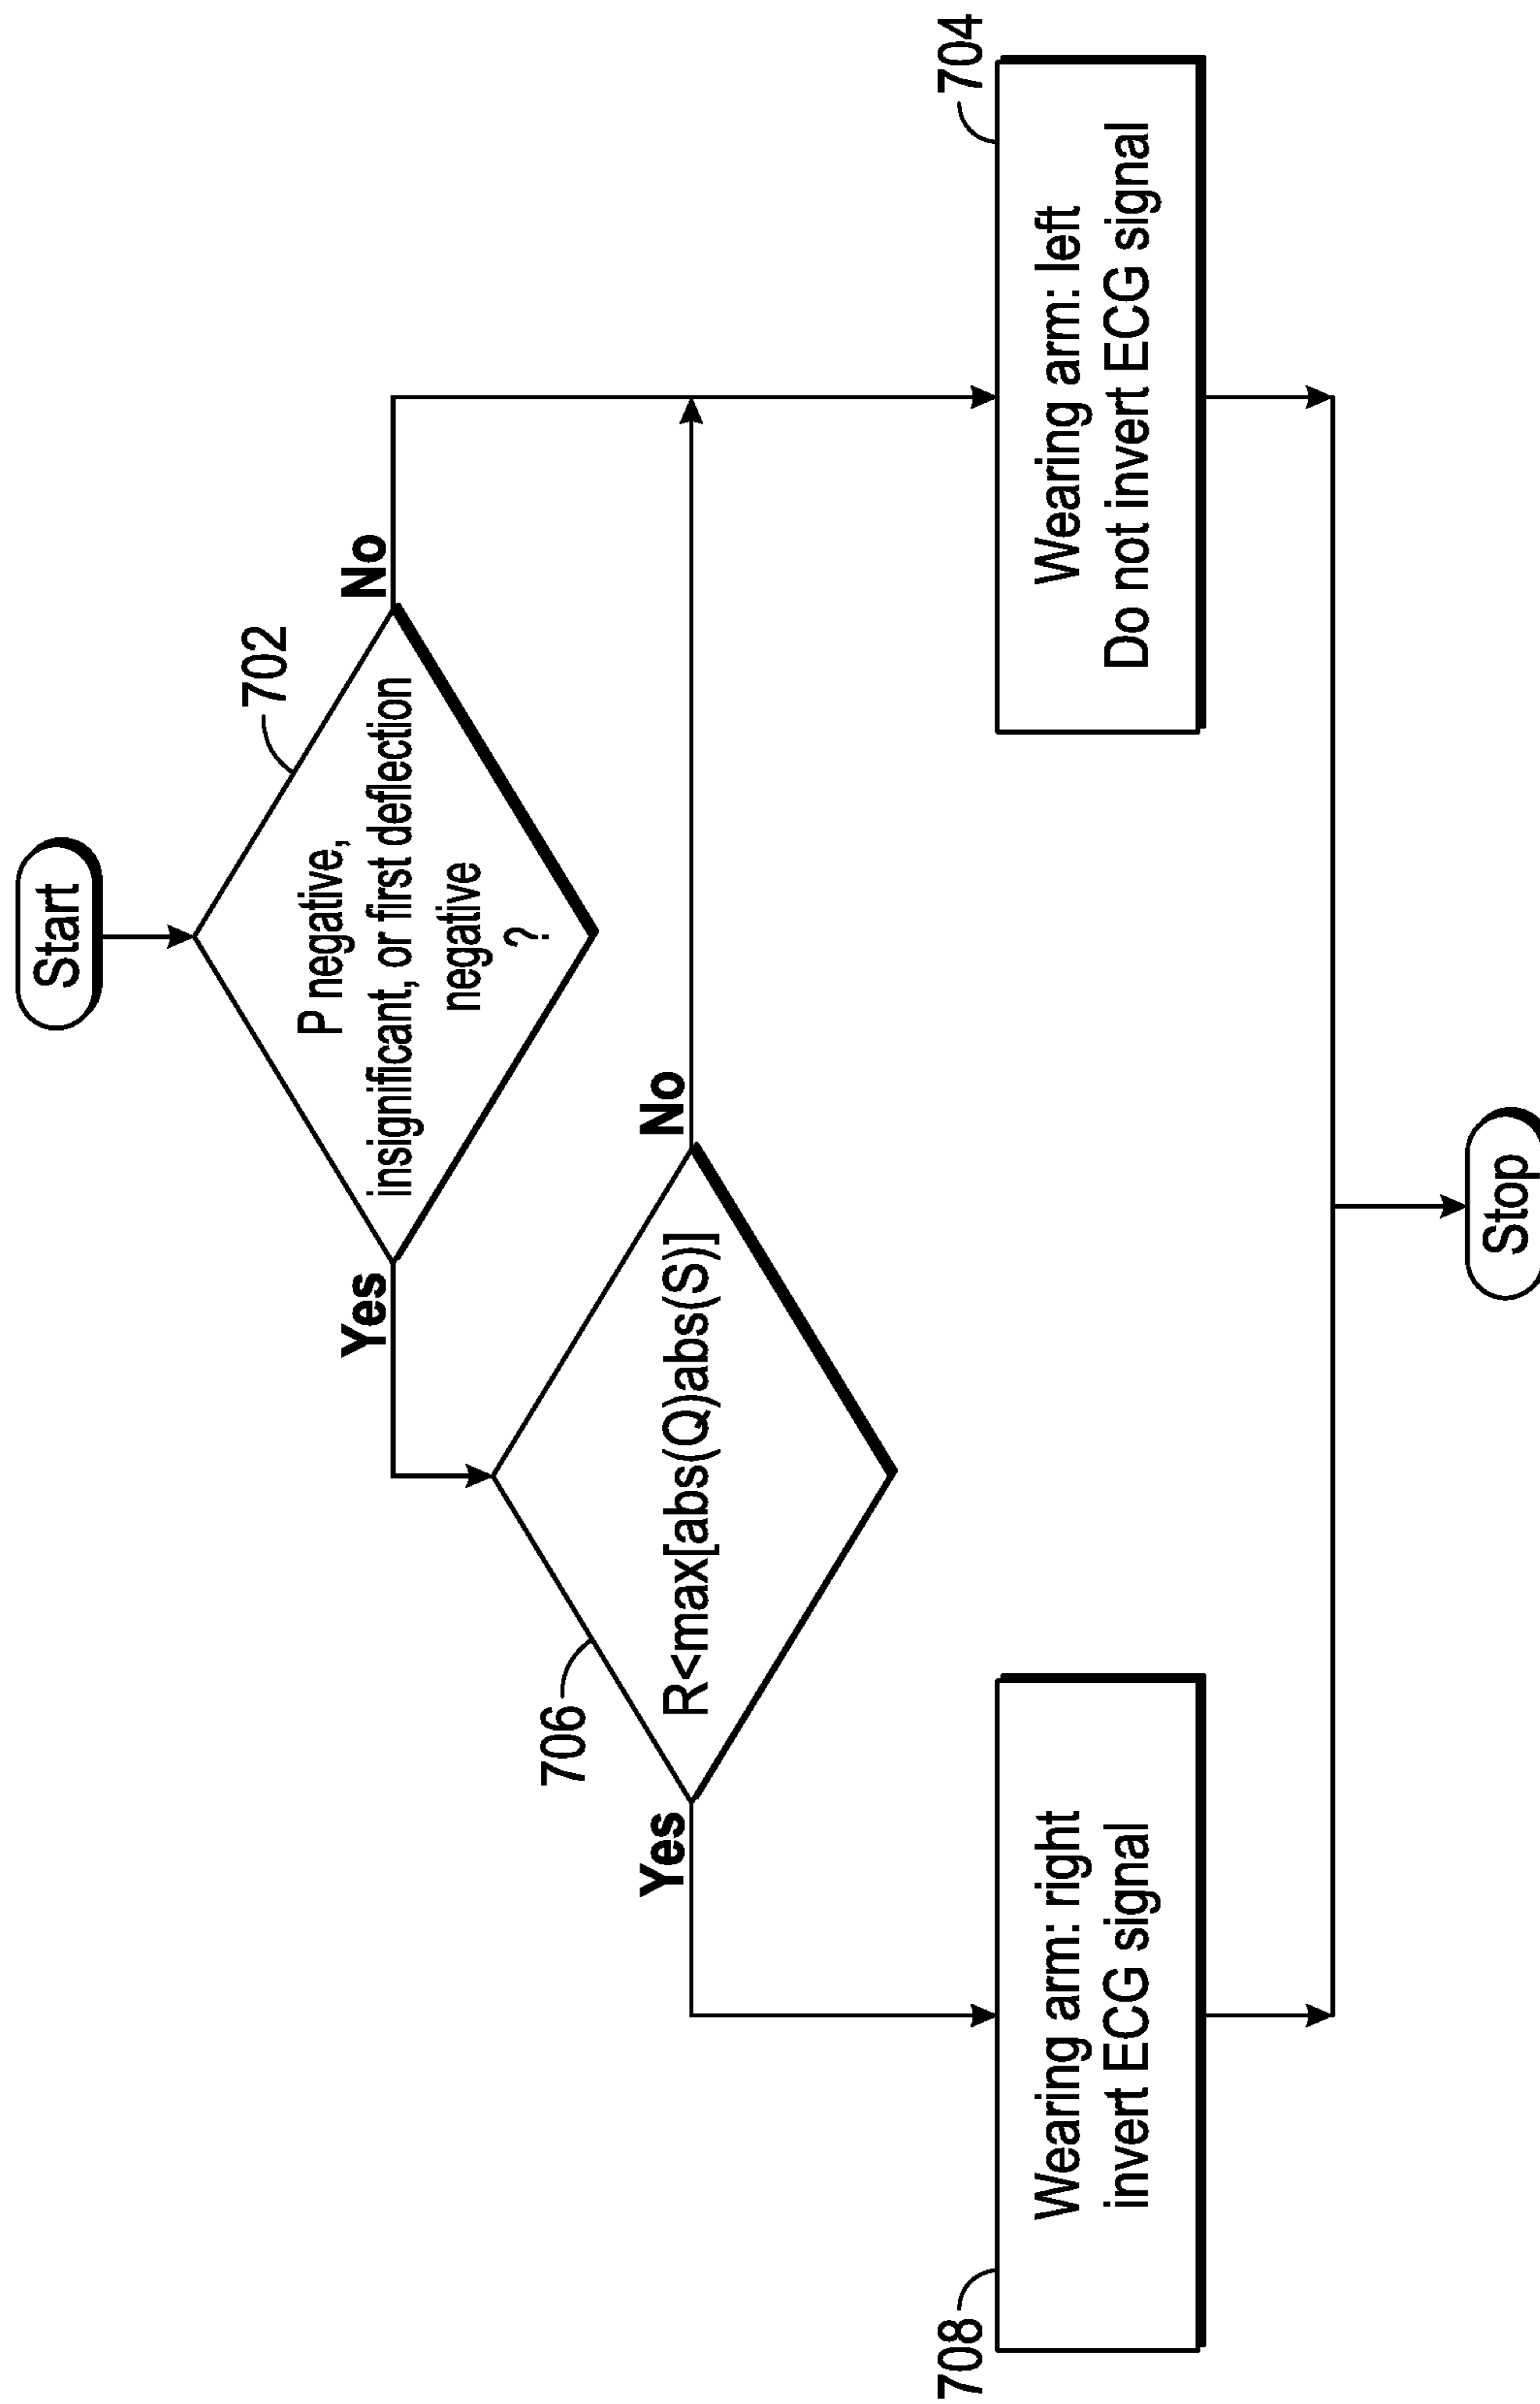 Start
702
P negative,
insignificant, or first deflection
negative
?
Yes
No
706
R<max[abs(Q)abs(S)]
Yes
No
708
Wearing arm: right
invert ECG signal
704
Wearing arm: left
Do not invert ECG signal
Stop